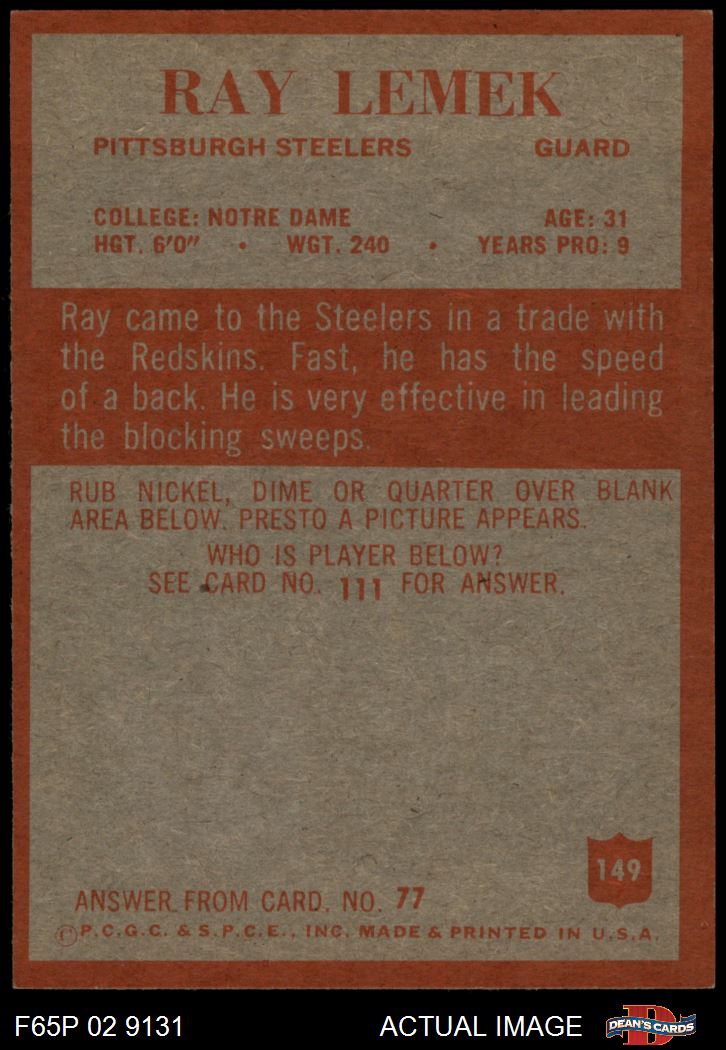 RAY LEMEK
PITTSBURGH STEELERS GUARD
COLLEGE: NOTRE DAME AGE: 31
HGT. 6'0" • WGT. 240 • YEARS PRO: 9
Ray came to the Steelers in a trade with
the Redskins. Fast, he has the speed
of a back. He is very effective in leading
the blocking sweeps.
RUB NICKEL, DIME OR QUARTER OVER BLANK
AREA BELOW. PRESTO A PICTURE APPEARS.
WHO IS PLAYER BELOW?
SEE CARD NO. 111 FOR ANSWER.
149
ANSWER FROM CARD. NO. 77
©P.C.G.C. & S.P.C.E., INC. MADE & PRINTED IN U.S.A.
F65P 02 9131 ACTUAL IMAGE D DEAN'S CARDS